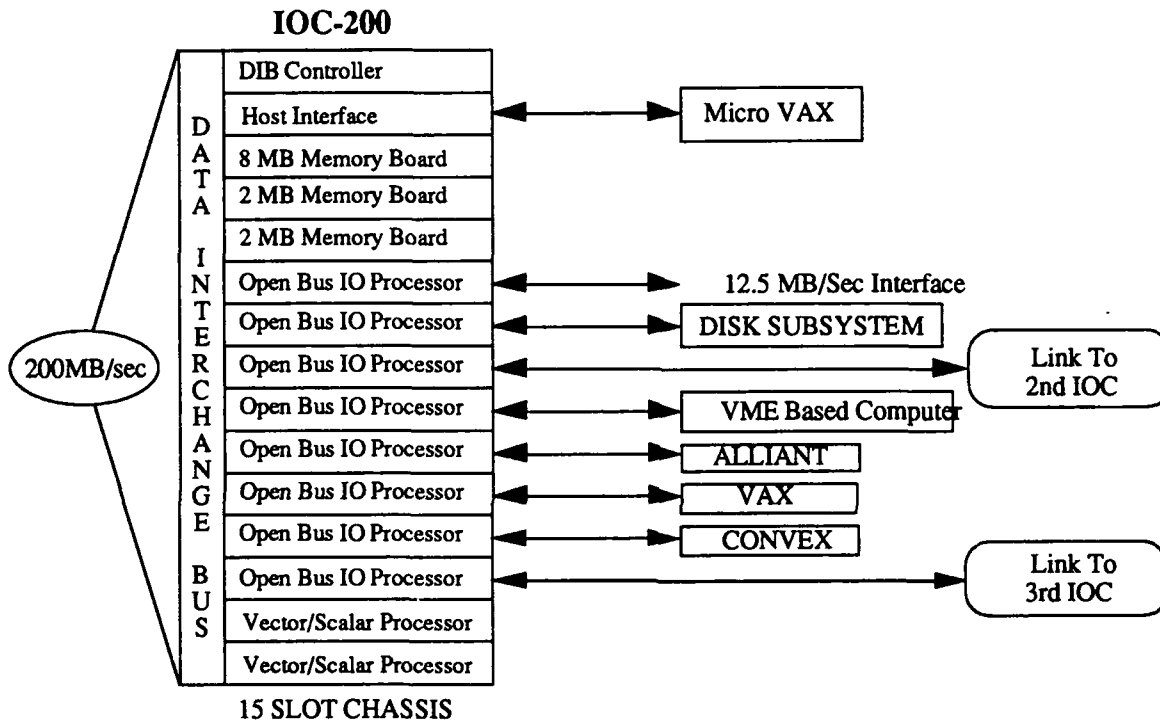 IOC-200
DIB Controller
Host Interface
Micro VAX
8 MB Memory Board
2 MB Memory Board
2 MB Memory Board
Open Bus IO Processor
12.5 MB/Sec Interface
Open Bus IO Processor
DISK SUBSYSTEM
Open Bus IO Processor
Link To
2nd IOC
Open Bus IO Processor
VME Based Computer
Open Bus IO Processor
ALLIANT
Open Bus IO Processor
VAX
Open Bus IO Processor
CONVEX
Open Bus IO Processor
Link To
3rd IOC
Vector/Scalar Processor
Vector/Scalar Processor
DATA INTERCHANGE BUS
200MB/sec
15 SLOT CHASSIS